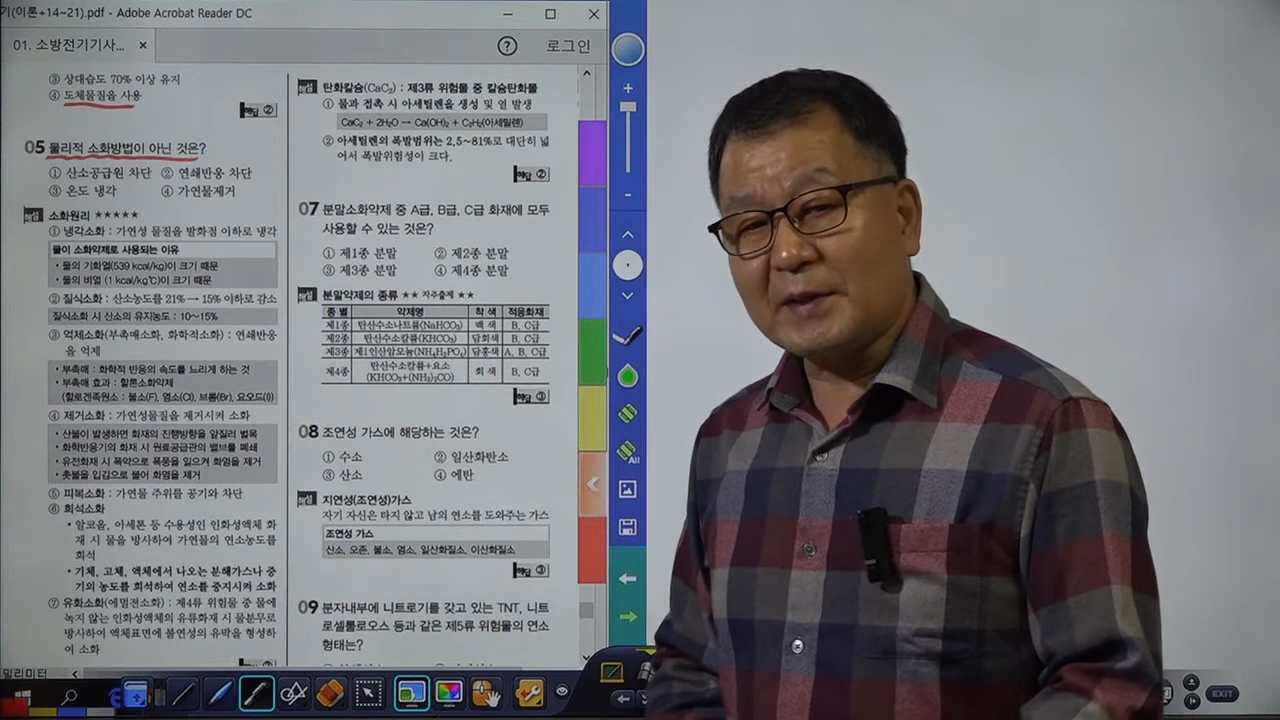 기(이론+14~21).pdf - Adobe Acrobat Reader DC
01. 소방전기기사... ×
? 로그인
③ 상대습도 70% 이상 유지
④ 도체물질을 사용
해답 ②
05 물리적 소화방법이 아닌 것은?
① 산소공급원 차단 ② 연쇄반응 차단
③ 온도 냉각 ④ 가연물제거
해설 소화원리 ★★★★★
① 냉각소화 : 가연성 물질을 발화점 이하로 냉각
물이 소화약제로 사용되는 이유
• 물의 기화열(539 kcal/kg)이 크기 때문
• 물의 비열 (1 kcal/kg℃)이 크기 때문
② 질식소화 : 산소농도를 21% → 15% 이하로 감소
질식소화 시 산소의 유지농도 : 10~15%
③ 억제소화(부촉매소화, 화학적소화) : 연쇄반응
을 억제
• 부촉매 : 화학적 반응의 속도를 느리게 하는 것
• 부촉매 효과 : 할론소화약제
(할로겐족원소 : 불소(F), 염소(Cl), 브롬(Br), 요오드(I))
④ 제거소화 : 가연성물질을 제거시켜 소화
• 산불이 발생하면 화재의 진행방향을 앞질러 벌목
• 화학반응기의 화재 시 원료공급관의 밸브를 폐쇄
• 유전화재 시 폭약으로 폭풍을 일으켜 화염을 제거
• 촛불을 입김으로 불어 화염을 제거
⑤ 피복소화 : 가연물 주위를 공기와 차단
⑥ 희석소화
• 알코올, 아세톤 등 수용성인 인화성액체 화
재 시 물을 방사하여 가연물의 연소농도를
희석
• 기체, 고체, 액체에서 나오는 분해가스나 증
기의 농도를 희석하여 연소를 중지시켜 소화
⑦ 유화소화(에멀전소화) : 제4류 위험물 중 물에
녹지 않는 인화성액체의 유류화재 시 물분무로
방사하여 액체표면에 불연성의 유막을 형성하
여 소화
해설 탄화칼슘(CaC₂) : 제3류 위험물 중 칼슘탄화물
① 물과 접촉 시 아세틸렌을 생성 및 열 발생
CaC₂ + 2H₂O → Ca(OH)₂ + C₂H₂(아세틸렌)
② 아세틸렌의 폭발범위는 2.5~81%로 대단히 넓
어서 폭발위험성이 크다.
해답 ②
07 분말소화약제 중 A급, B급, C급 화재에 모두
사용할 수 있는 것은?
① 제1종 분말 ② 제2종 분말
③ 제3종 분말 ④ 제4종 분말
해설 분말약제의 종류 ★★ 자주출제 ★★
종 별 약제명 착 색 적응화재
제1종 탄산수소나트륨(NaHCO₃) 백 색 B, C급
제2종 탄산수소칼륨(KHCO₃) 담회색 B, C급
제3종 제1인산암모늄(NH₄H₂PO₄) 담홍색 A, B, C급
제4종 탄산수소칼륨+요소 (KHCO₃+(NH₂)₂CO) 회 색 B, C급
해답 ③
08 조연성 가스에 해당하는 것은?
① 수소 ② 일산화탄소
③ 산소 ④ 에탄
해설 지연성(조연성)가스
자기 자신은 타지 않고 남의 연소를 도와주는 가스
조연성 가스
산소, 오존, 불소, 염소, 일산화질소, 이산화질소
해답 ③
09 분자내부에 니트로기를 갖고 있는 TNT, 니트
로셀룰로오스 등과 같은 제5류 위험물의 연소
형태는?
All
밀리미터
EXIT